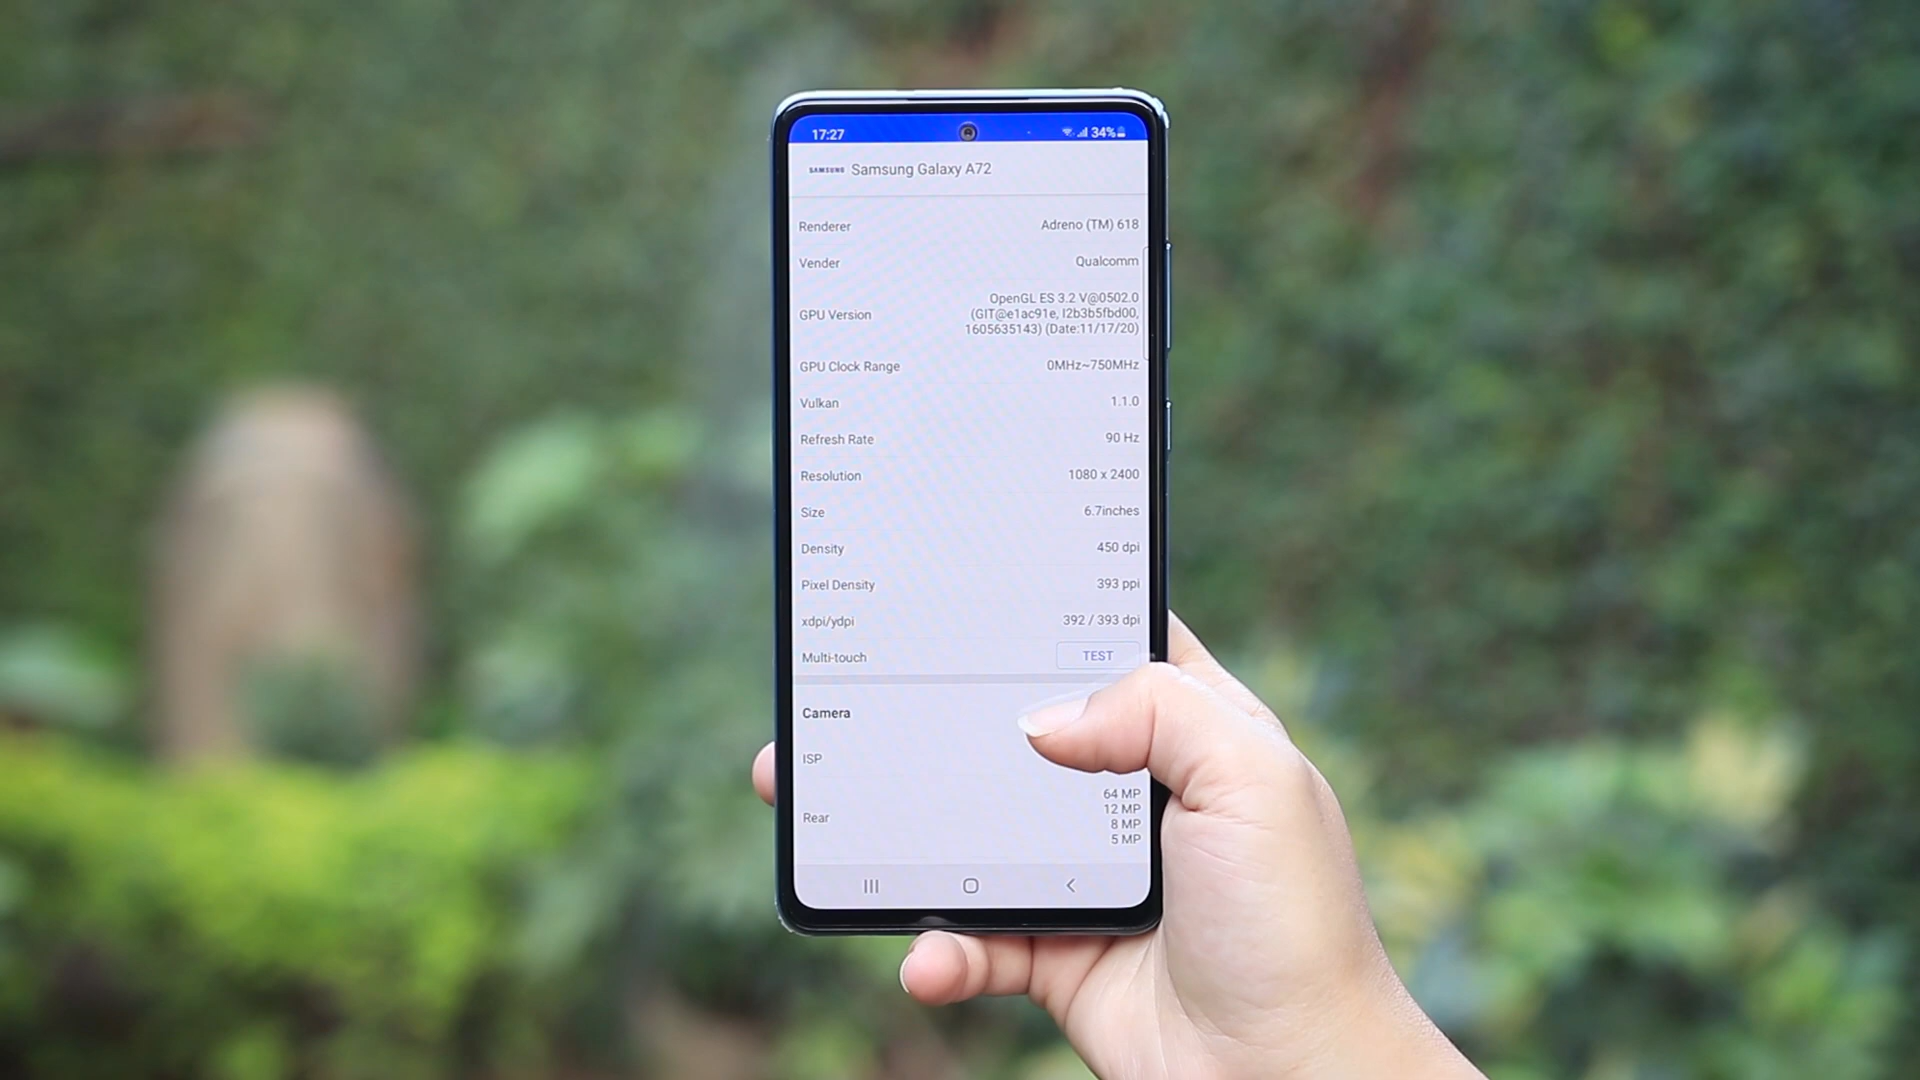 17:27 34%
SAMSUNG Samsung Galaxy A72
Renderer Adreno (TM) 618
Vender Qualcomm
GPU Version OpenGL ES 3.2 V@0502.0
(GIT@e1ac91e, I2b3b5fbd00,
1605635143) (Date:11/17/20)
GPU Clock Range 0MHz~750MHz
Vulkan 1.1.0
Refresh Rate 90 Hz
Resolution 1080 x 2400
Size 6.7inches
Density 450 dpi
Pixel Density 393 ppi
xdpi/ydpi 392 / 393 dpi
Multi-touch TEST
Camera
ISP
Rear 64 MP
12 MP
8 MP
5 MP